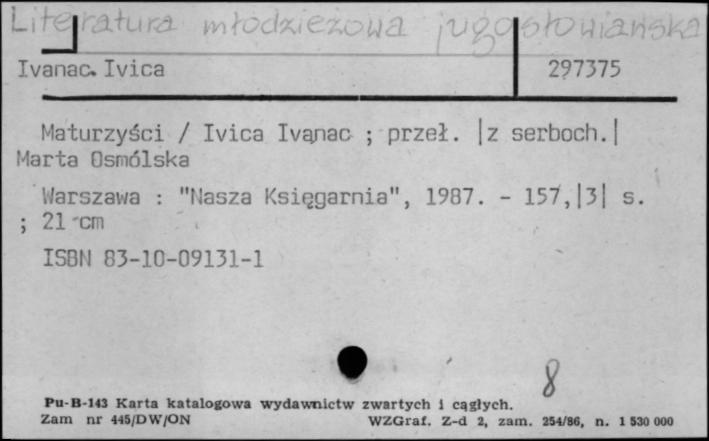 Literatura młodzieżowa jugosłowiańska
Ivanac. Ivica 297375
Maturzyści / Ivica Ivanac ; przeł. |z serboch.|
Marta Osmólska
Warszawa : "Nasza Księgarnia", 1987. - 157,|3| s.
; 21 cm
ISBN 83-10-09131-1
8
Pu-B-143 Karta katalogowa wydawnictw zwartych i ciągłych.
Zam nr 445/DW/ON WZGraf. Z-d 2, zam. 254/86, n. 1 530 000